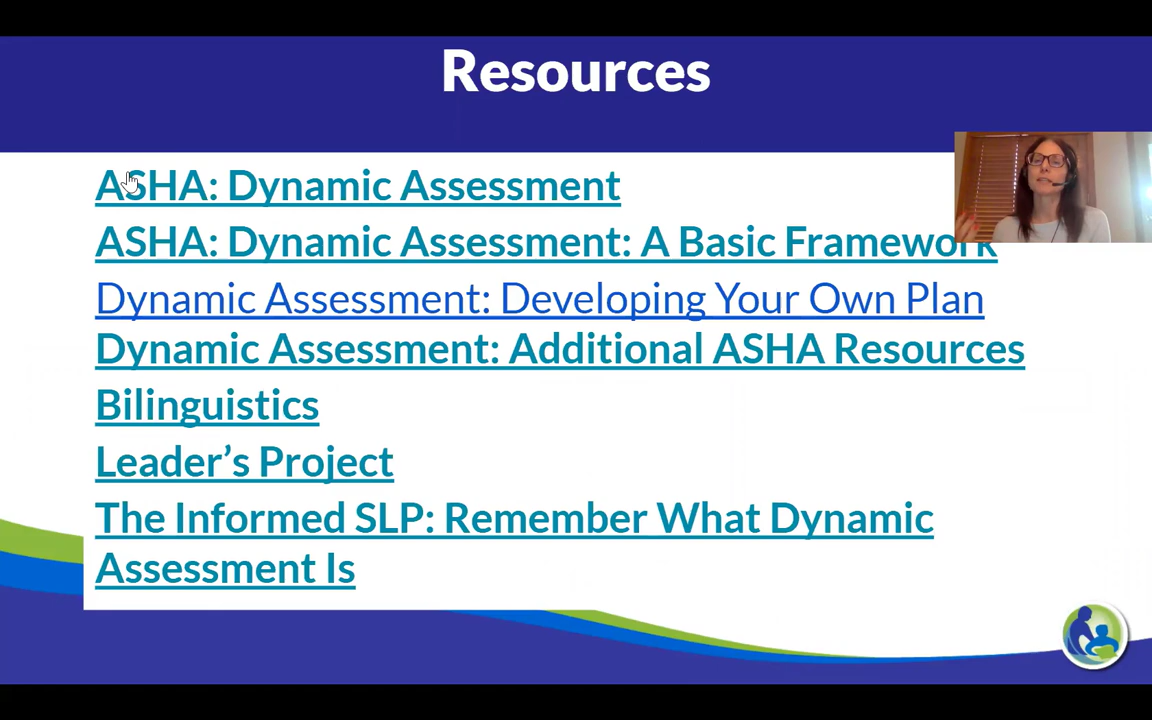 Resources
ASHA: Dynamic Assessment
ASHA: Dynamic Assessment: A Basic Framework
Dynamic Assessment: Developing Your Own Plan
Dynamic Assessment: Additional ASHA Resources
Bilinguistics
Leader’s Project
The Informed SLP: Remember What Dynamic
Assessment Is